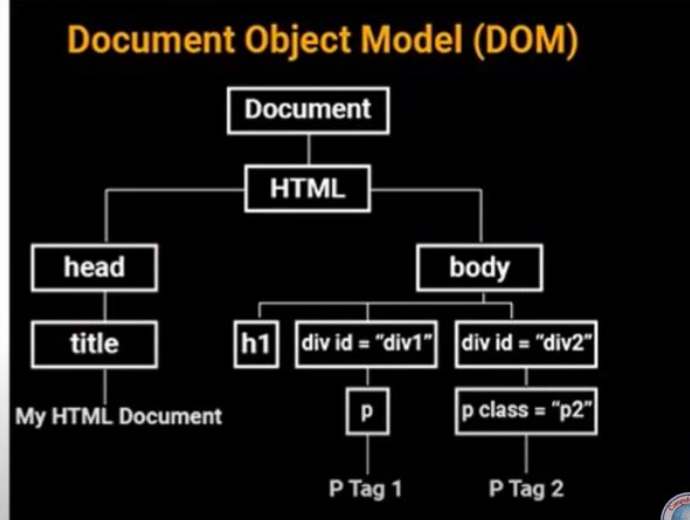 Document Object Model (DOM)
Document
HTML
head
body
title
h1
div id = "div1"
div id = "div2"
My HTML Document
p
p class = "p2"
P Tag 1
P Tag 2